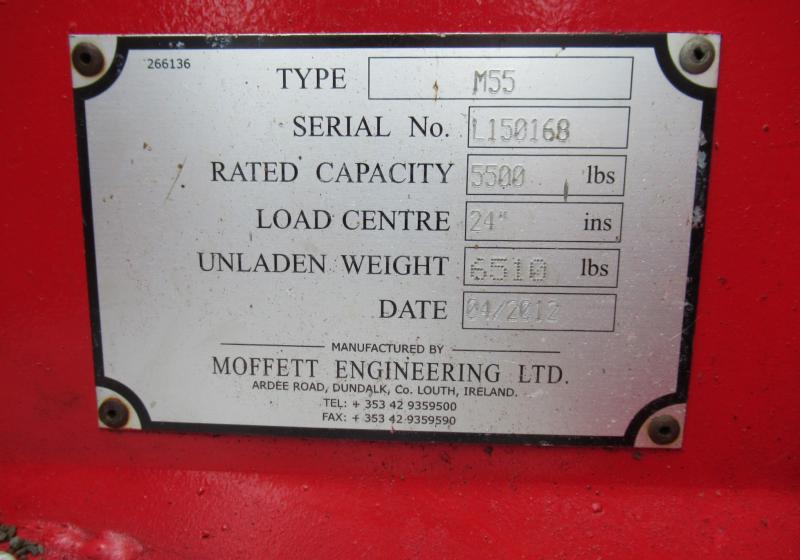 266136
TYPE M55
SERIAL No. L150168
RATED CAPACITY 5500 lbs
LOAD CENTRE 24" ins
UNLADEN WEIGHT 6510 lbs
DATE 04/2012
MANUFACTURED BY
MOFFETT ENGINEERING LTD.
ARDEE ROAD, DUNDALK, Co. LOUTH, IRELAND.
TEL: + 353 42 9359500
FAX: + 353 42 9359590